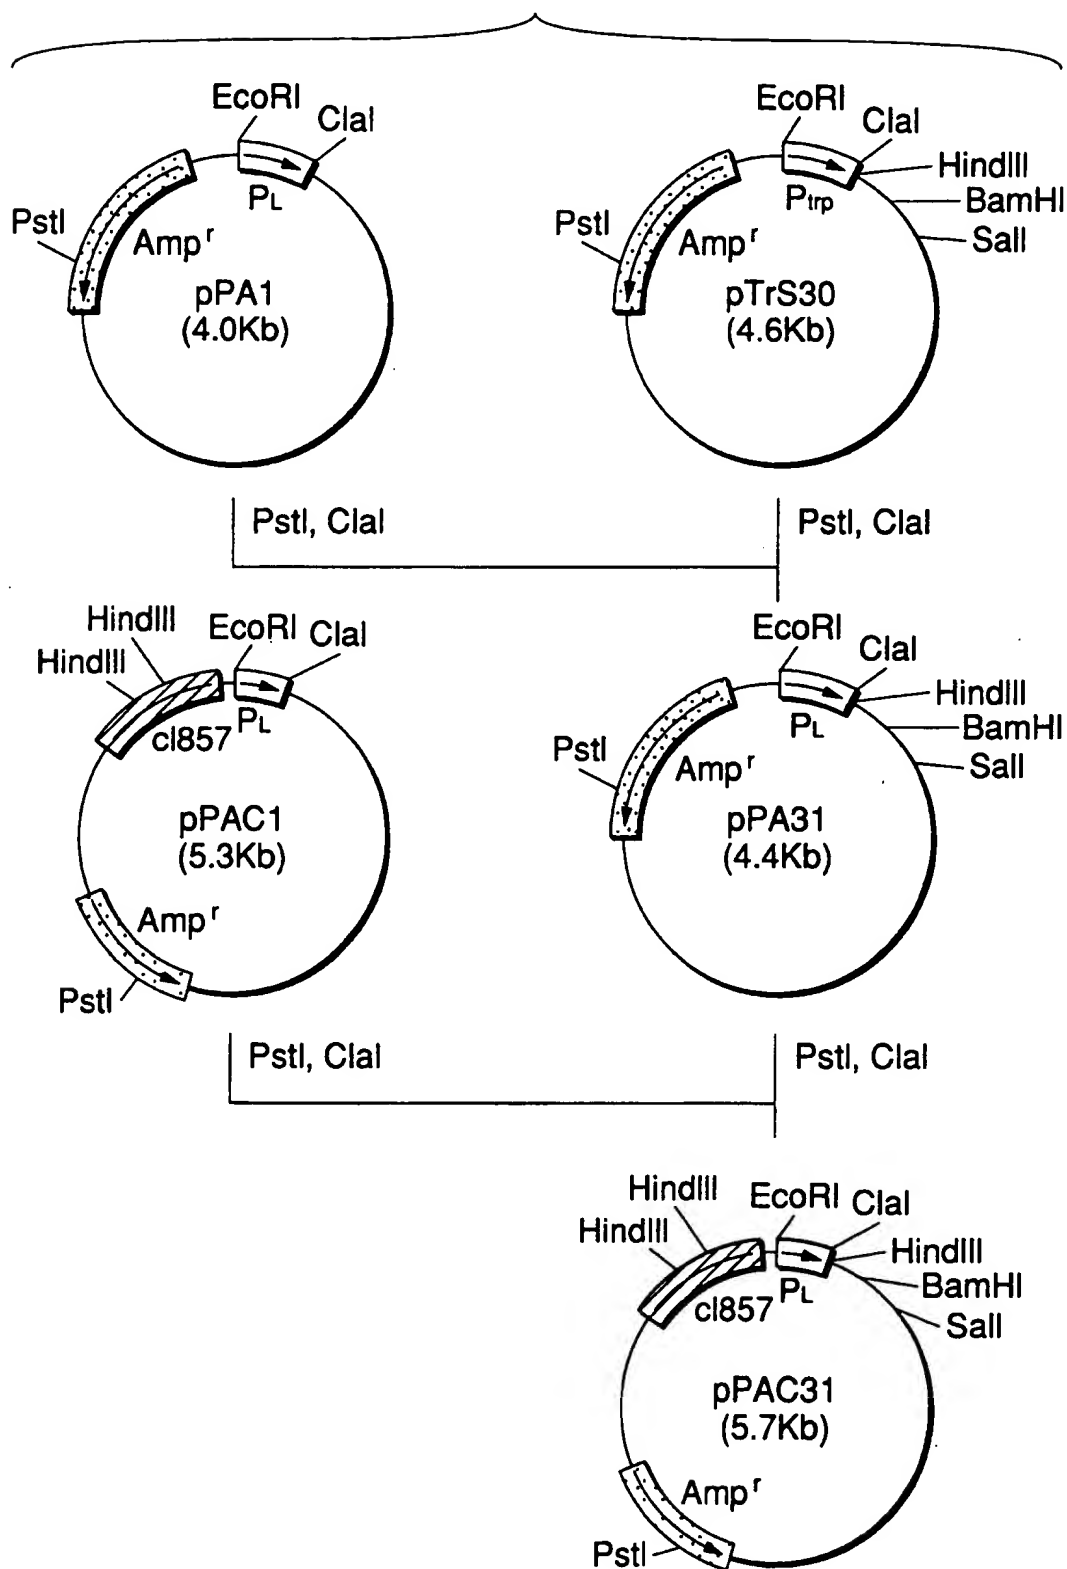 EcoRI
ClaI
PL
PstI
Ampr
pPA1
(4.0Kb)
EcoRI
ClaI
HindIII
BamHI
SalI
Ptrp
PstI
Ampr
pTrS30
(4.6Kb)
PstI, ClaI
PstI, ClaI
HindIII
HindIII
EcoRI
ClaI
PL
cI857
pPAC1
(5.3Kb)
Ampr
PstI
EcoRI
ClaI
HindIII
BamHI
SalI
PL
PstI
Ampr
pPA31
(4.4Kb)
PstI, ClaI
PstI, ClaI
HindIII
HindIII
EcoRI
ClaI
HindIII
BamHI
SalI
PL
cI857
pPAC31
(5.7Kb)
Ampr
PstI